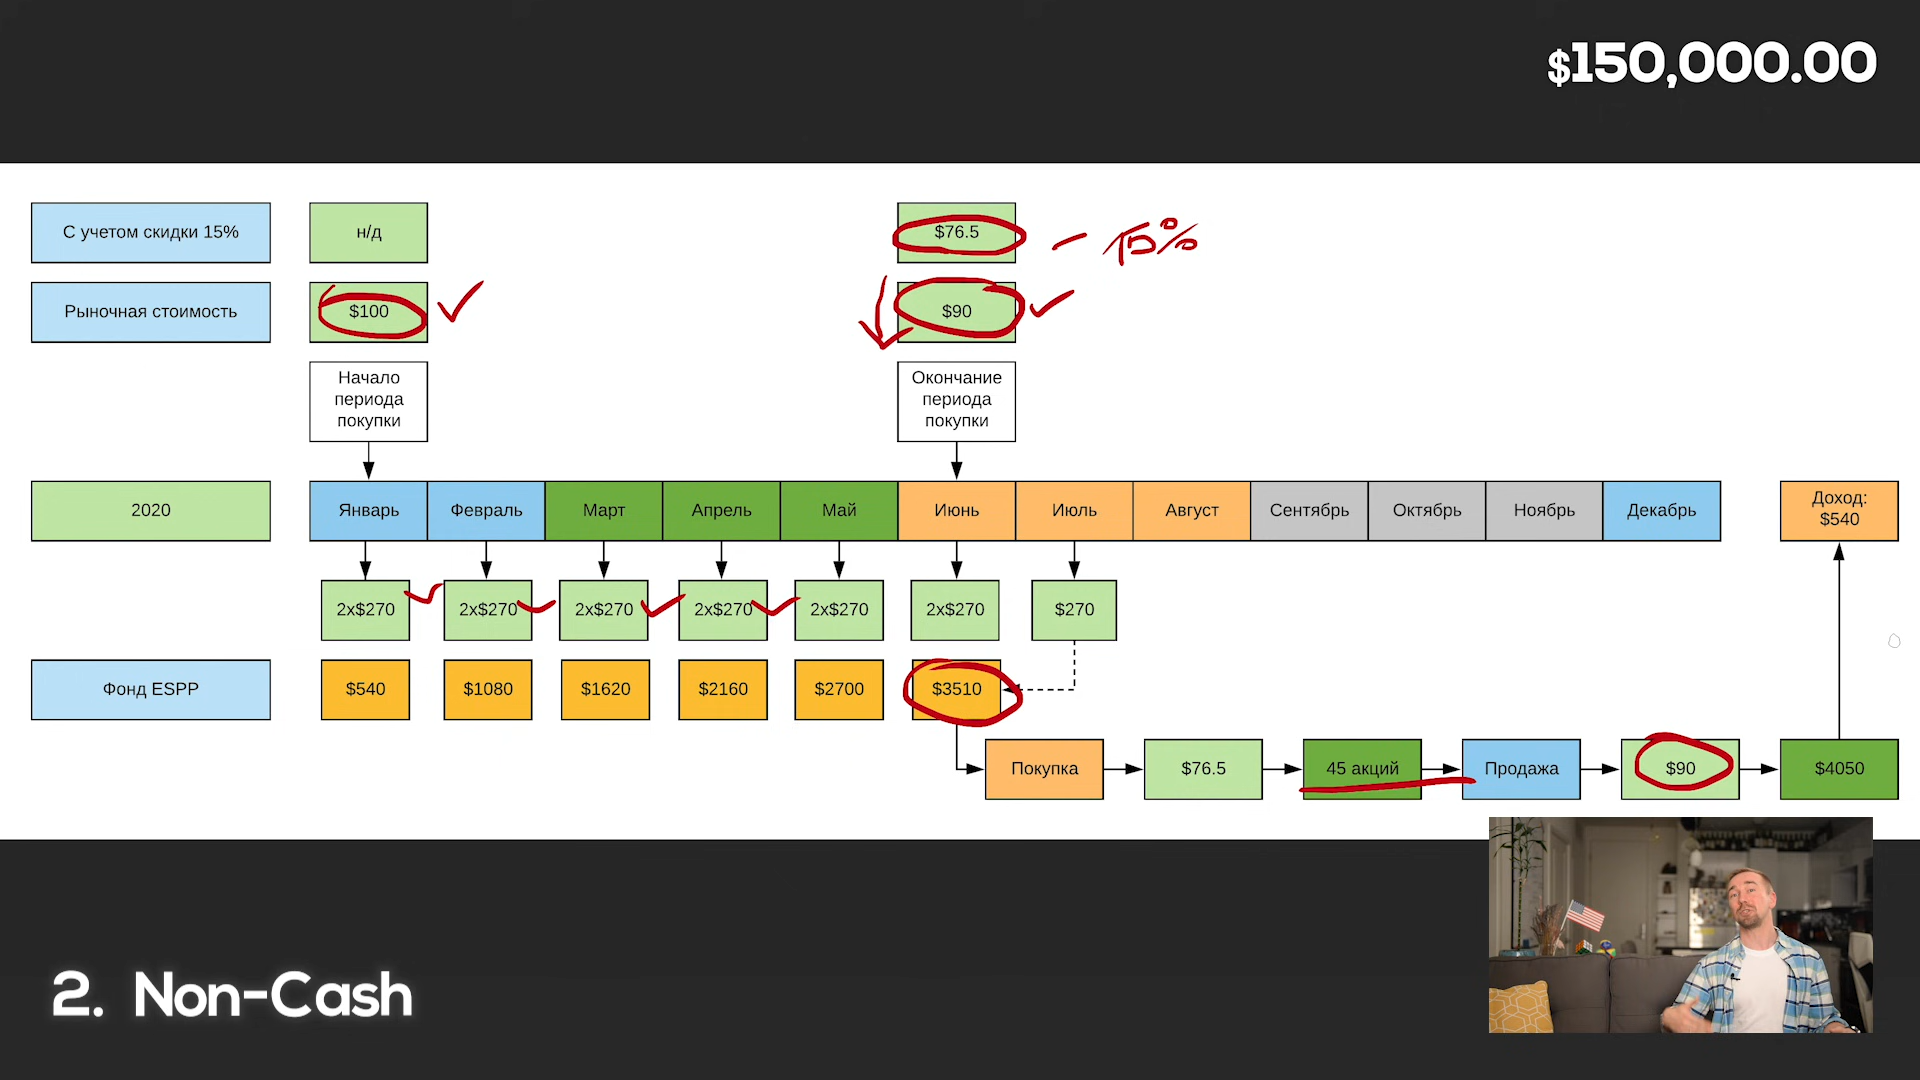 $150,000.00
С учетом скидки 15%
н/д
$76.5
- 15%
Рыночная стоимость
$100
$90
Начало
периода
покупки
Окончание
периода
покупки
2020
Январь
Февраль
Март
Апрель
Май
Июнь
Июль
Август
Сентябрь
Октябрь
Ноябрь
Декабрь
Доход:
$540
2x$270
2x$270
2x$270
2x$270
2x$270
2x$270
$270
Фонд ESPP
$540
$1080
$1620
$2160
$2700
$3510
Покупка
$76.5
45 акций
Продажа
$90
$4050
2. Non-Cash